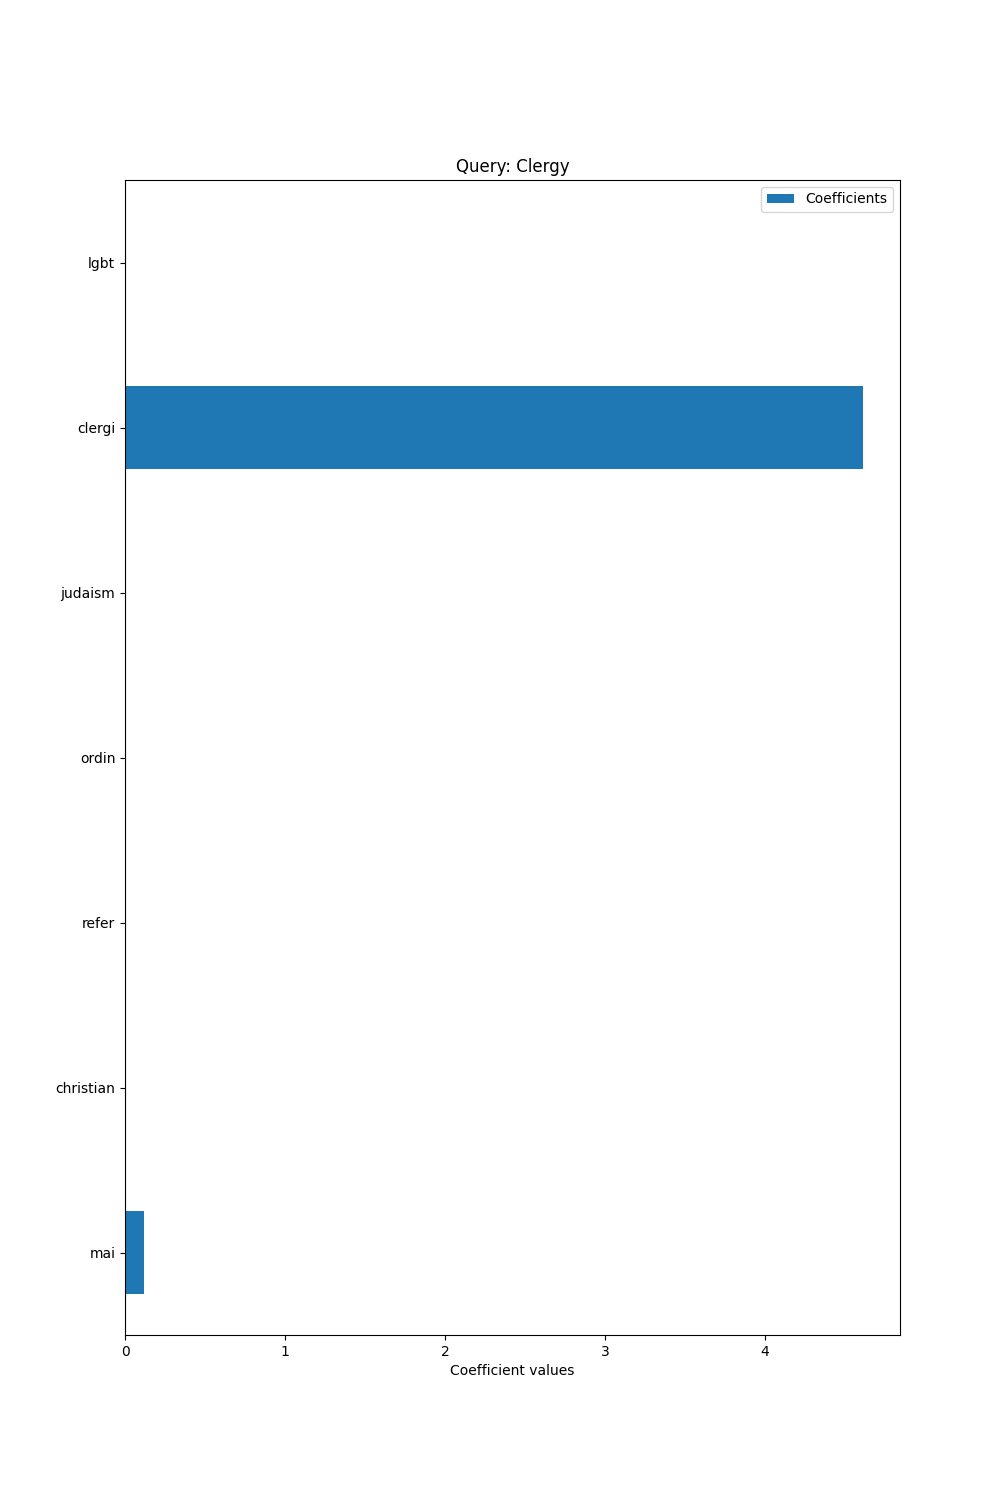 Query: Clergy
Coefficients
lgbt
clergi
judaism
ordin
refer
christian
mai
0 1 2 3 4
Coefficient values